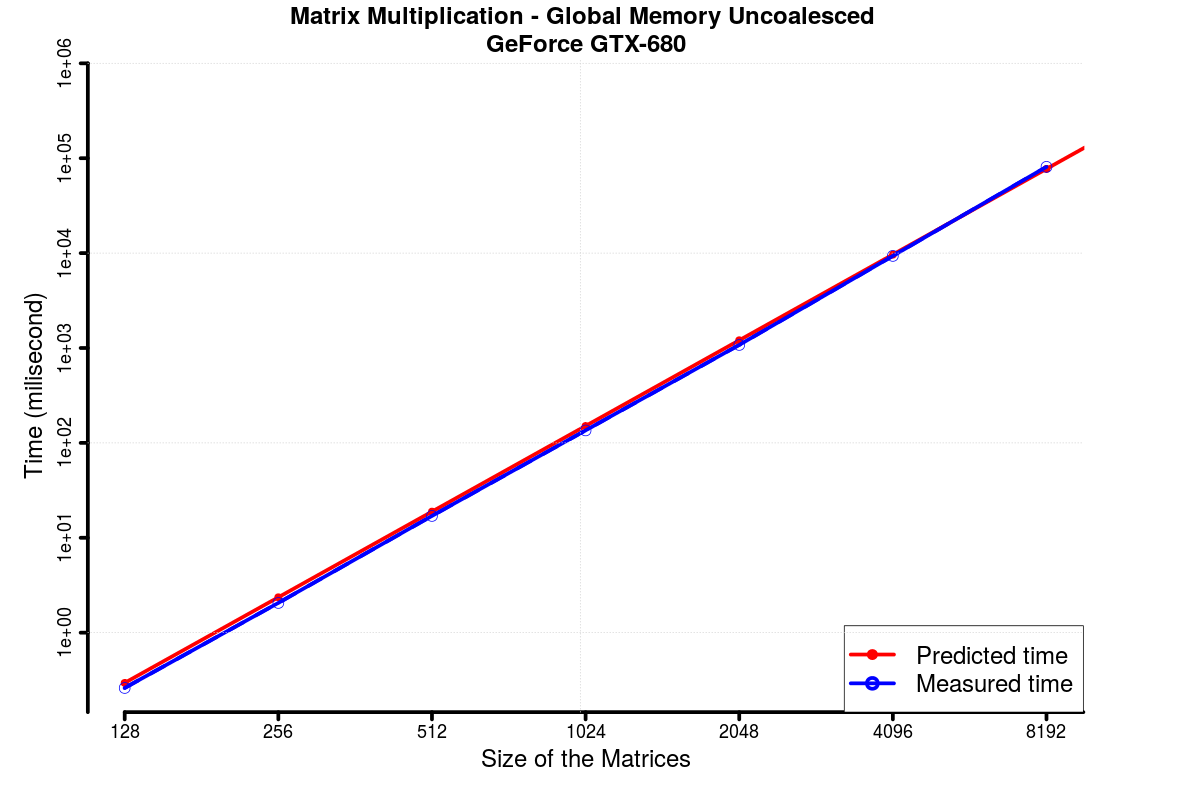 Matrix Multiplication - Global Memory Uncoalesced
GeForce GTX-680
1e+06
1e+05
1e+04
1e+03
1e+02
1e+01
1e+00
Time (milisecond)
Predicted time
Measured time
128 256 512 1024 2048 4096 8192
Size of the Matrices